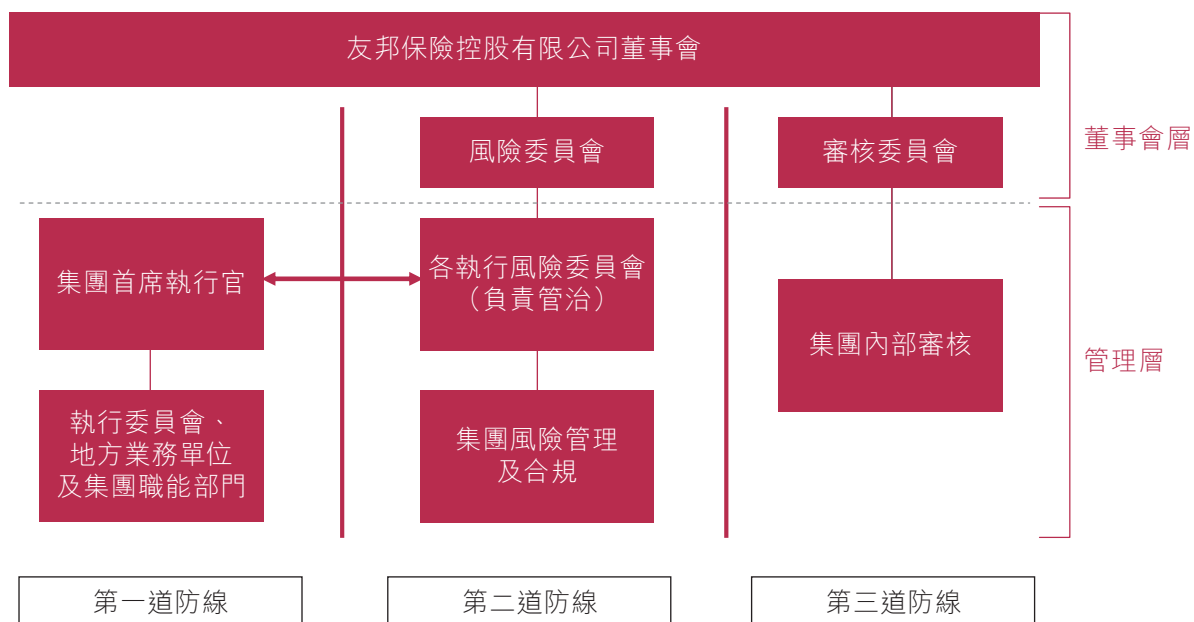 友邦保險控股有限公司董事會
風險委員會
審核委員會
董事會層
集團首席執行官
各執行風險委員會
（負責管治）
集團內部審核
管理層
執行委員會、
地方業務單位
及集團職能部門
集團風險管理
及合規
第一道防線
第二道防線
第三道防線